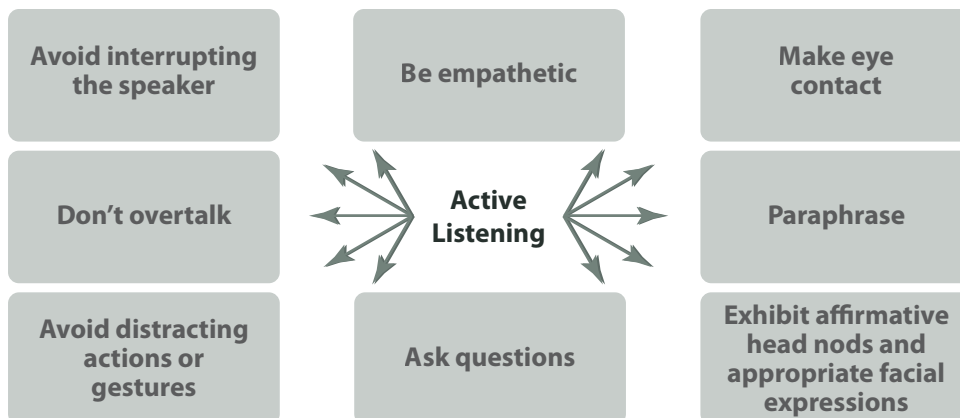 Avoid interrupting
the speaker
Be empathetic
Make eye
contact
Don’t overtalk
Active
Listening
Paraphrase
Avoid distracting
actions or
gestures
Ask questions
Exhibit affirmative
head nods and
appropriate facial
expressions